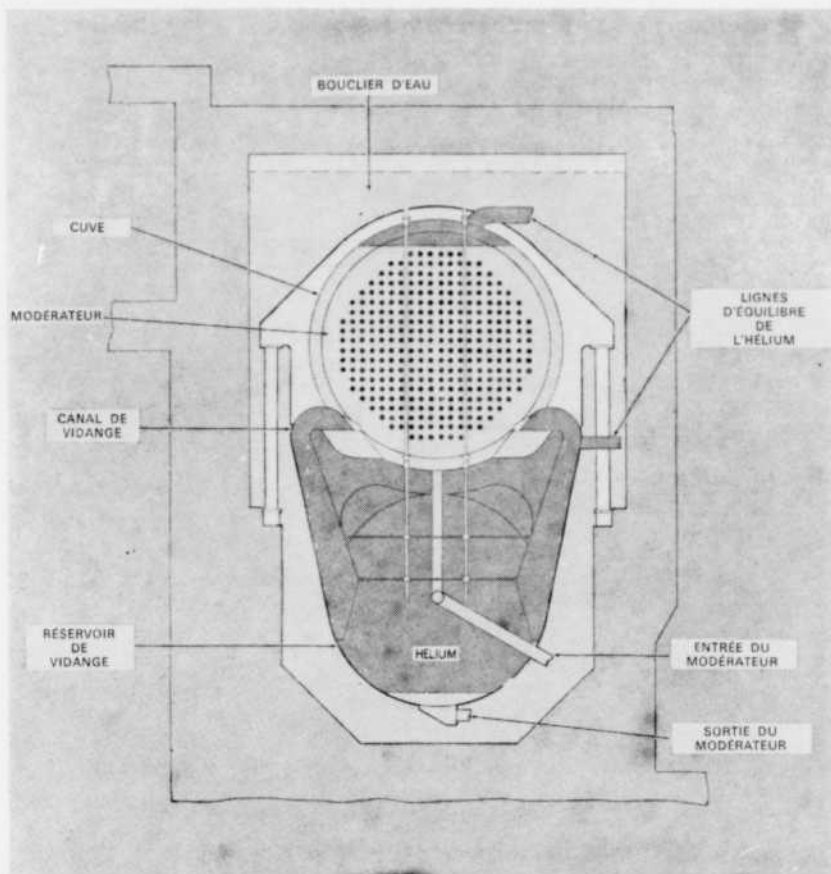 BOUCLIER D'EAU
CUVE
MODÉRATEUR
LIGNES
D'ÉQUILIBRE
DE
L'HÉLIUM
CANAL DE
VIDANGE
RÉSERVOIR
DE
VIDANGE
HÉLIUM
ENTRÉE DU
MODÉRATEUR
SORTIE DU
MODÉRATEUR